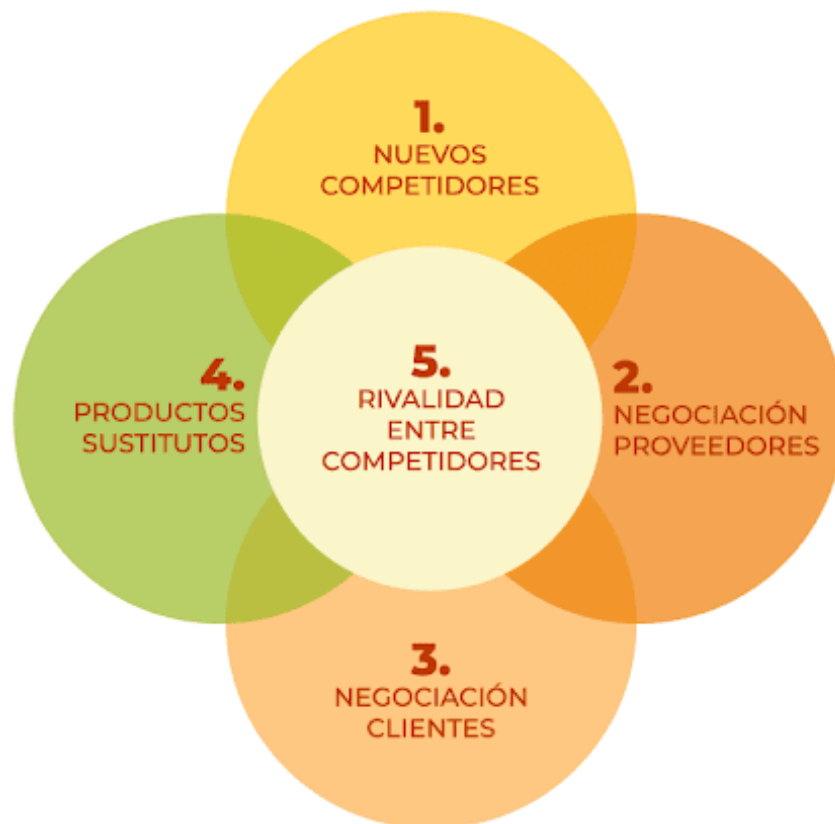 1.
NUEVOS
COMPETIDORES
2.
NEGOCIACIÓN
PROVEEDORES
3.
NEGOCIACIÓN
CLIENTES
4.
PRODUCTOS
SUSTITUTOS
5.
RIVALIDAD
ENTRE
COMPETIDORES